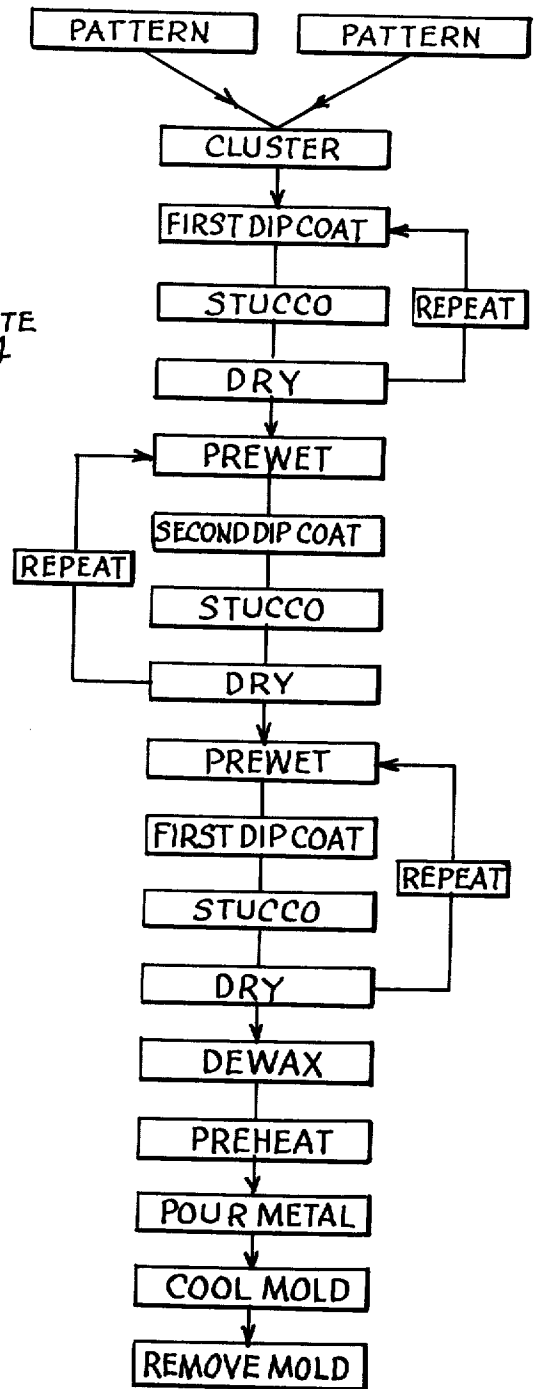 PATTERN
PATTERN
CLUSTER
FIRST DIP COAT
STUCCO
REPEAT
DRY
PREWET
SECOND DIP COAT
REPEAT
STUCCO
DRY
PREWET
FIRST DIP COAT
REPEAT
STUCCO
DRY
DEWAX
PREHEAT
POUR METAL
COOL MOLD
REMOVE MOLD